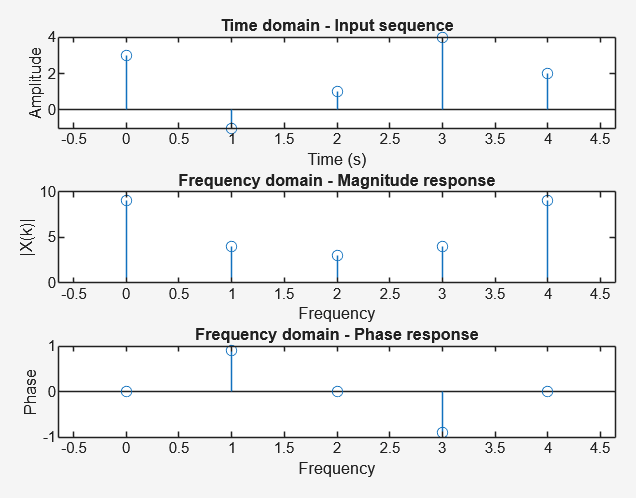 Time domain - Input sequence
4
2
0
Amplitude
-0.5 0 0.5 1 1.5 2 2.5 3 3.5 4 4.5
Time (s)
Frequency domain - Magnitude response
10
5
0
|X(k)|
-0.5 0 0.5 1 1.5 2 2.5 3 3.5 4 4.5
Frequency
Frequency domain - Phase response
1
0
-1
Phase
-0.5 0 0.5 1 1.5 2 2.5 3 3.5 4 4.5
Frequency